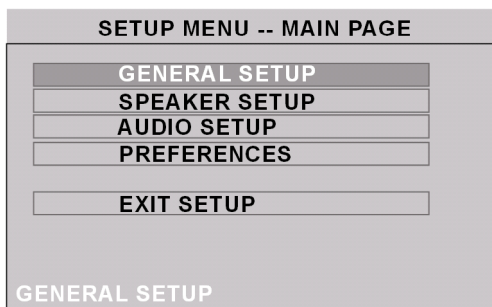 SETUP MENU -- MAIN PAGE
GENERAL SETUP
SPEAKER SETUP
AUDIO SETUP
PREFERENCES
EXIT SETUP
GENERAL SETUP